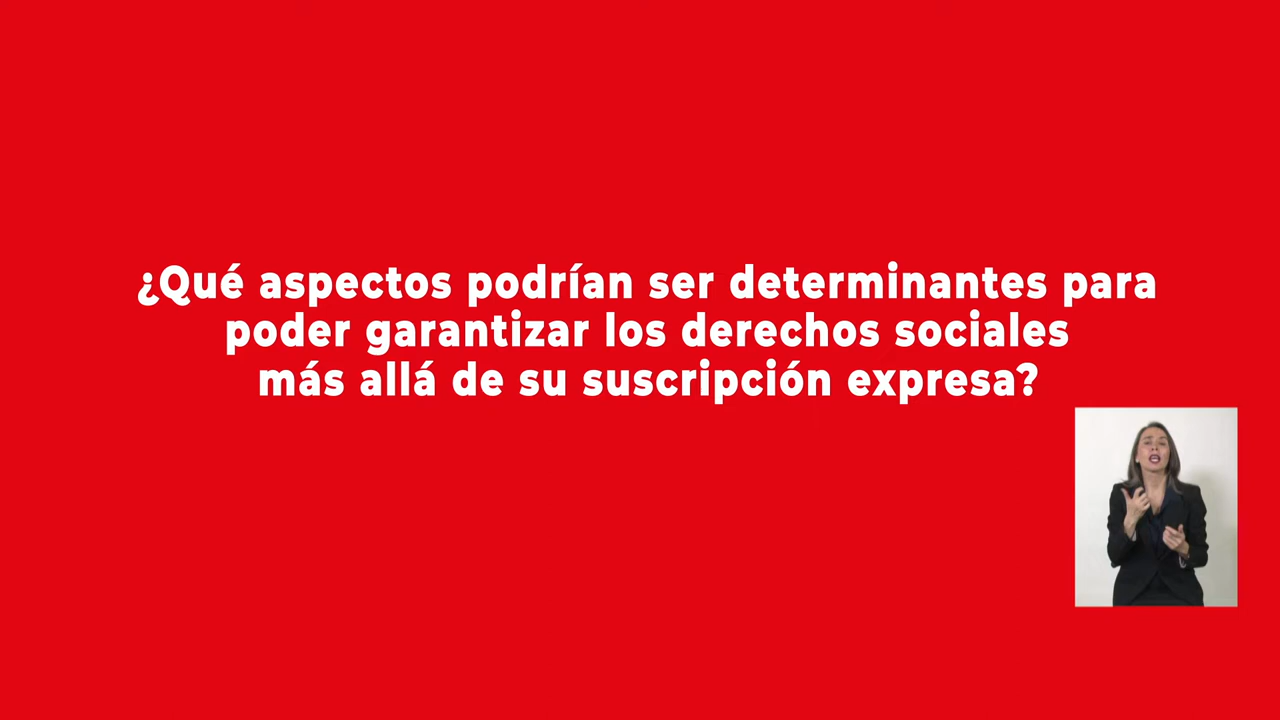 ¿Qué aspectos podrían ser determinantes para
poder garantizar los derechos sociales
más allá de su suscripción expresa?